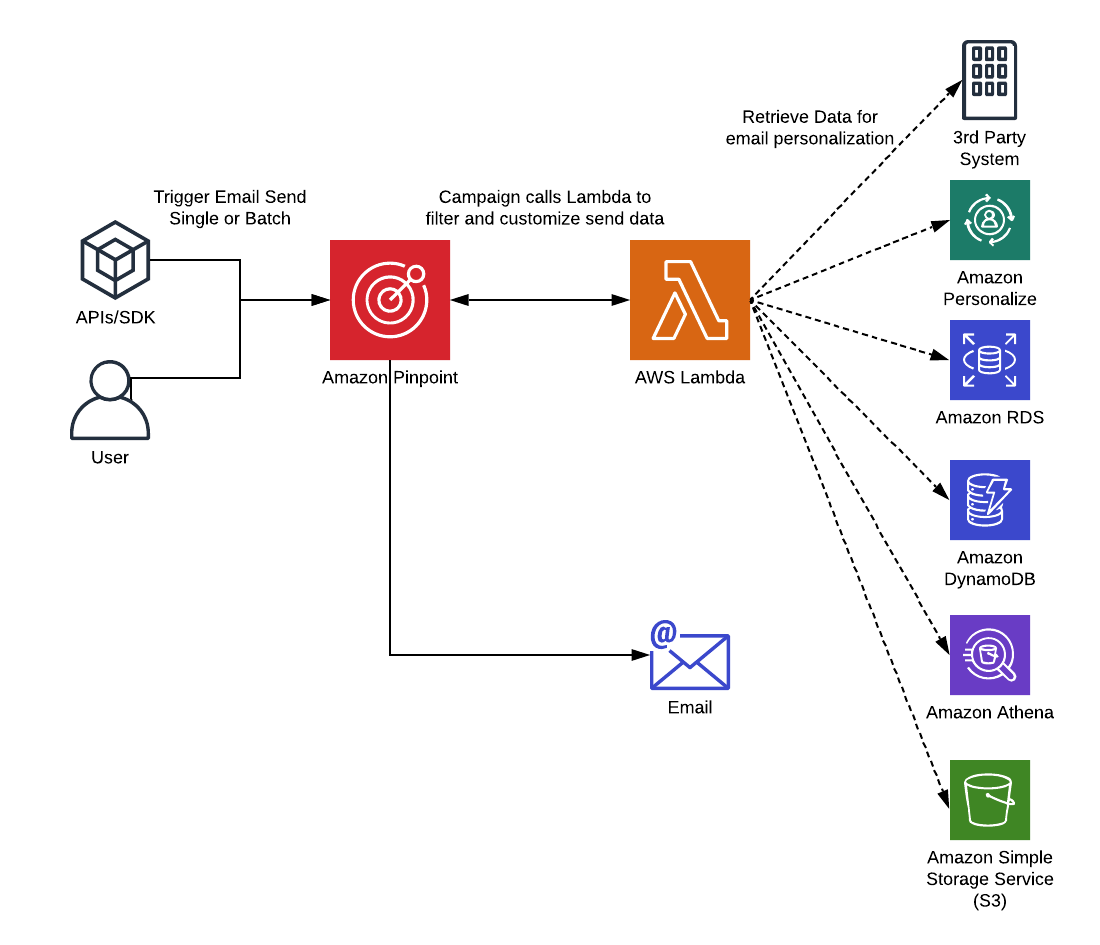 Retrieve Data for
email personalization
3rd Party
System
Trigger Email Send
Single or Batch
Campaign calls Lambda to
filter and customize send data
APIs/SDK
Amazon
Personalize
User
Amazon Pinpoint
AWS Lambda
Amazon RDS
Amazon
DynamoDB
@
Email
Amazon Athena
Amazon Simple
Storage Service
(S3)